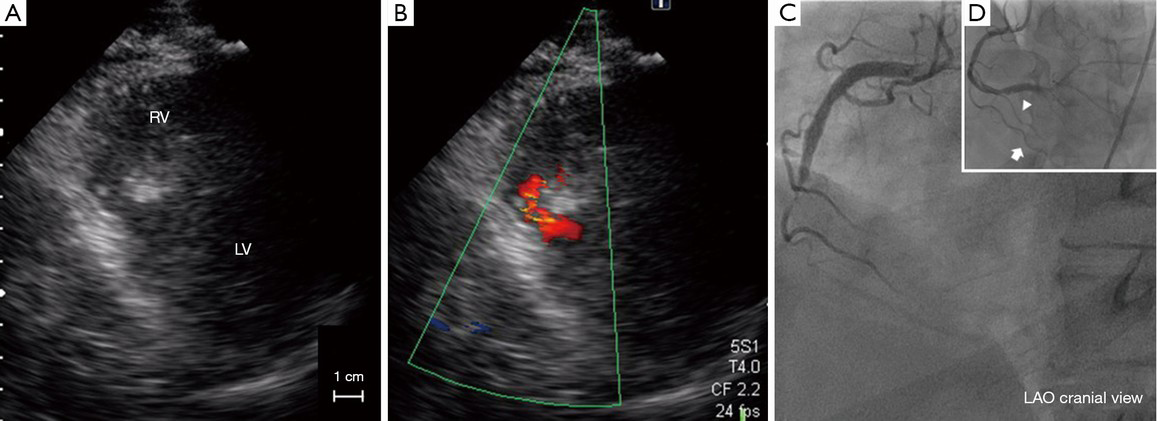 A
RV
LV
1 cm
B
5S1
T4.0
CF 2.2
24 fps
C
D
LAO cranial view